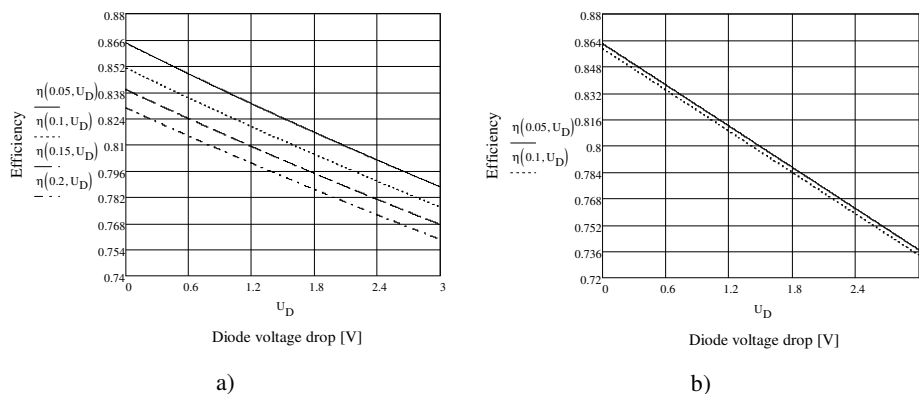 0.88
0.866
0.852
0.838
0.824
0.81
0.796
0.782
0.768
0.754
0.74
Efficiency
η(0.05, U_D)
η(0.1, U_D)
η(0.15, U_D)
η(0.2, U_D)
0 0.6 1.2 1.8 2.4 3
U_D
Diode voltage drop [V]
a)
0.88
0.864
0.848
0.832
0.816
0.8
0.784
0.768
0.752
0.736
0.72
Efficiency
η(0.05, U_D)
η(0.1, U_D)
0 0.6 1.2 1.8 2.4
U_D
Diode voltage drop [V]
b)